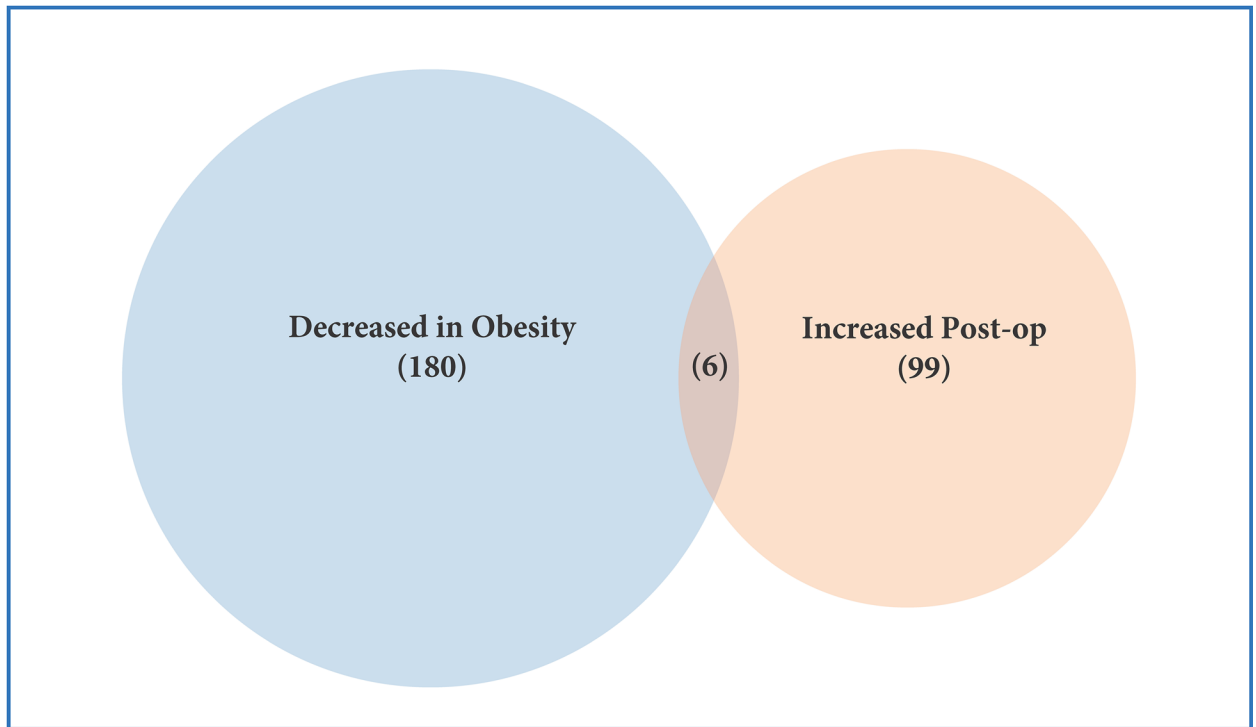 Decreased in Obesity
(180)
(6)
Increased Post-op
(99)